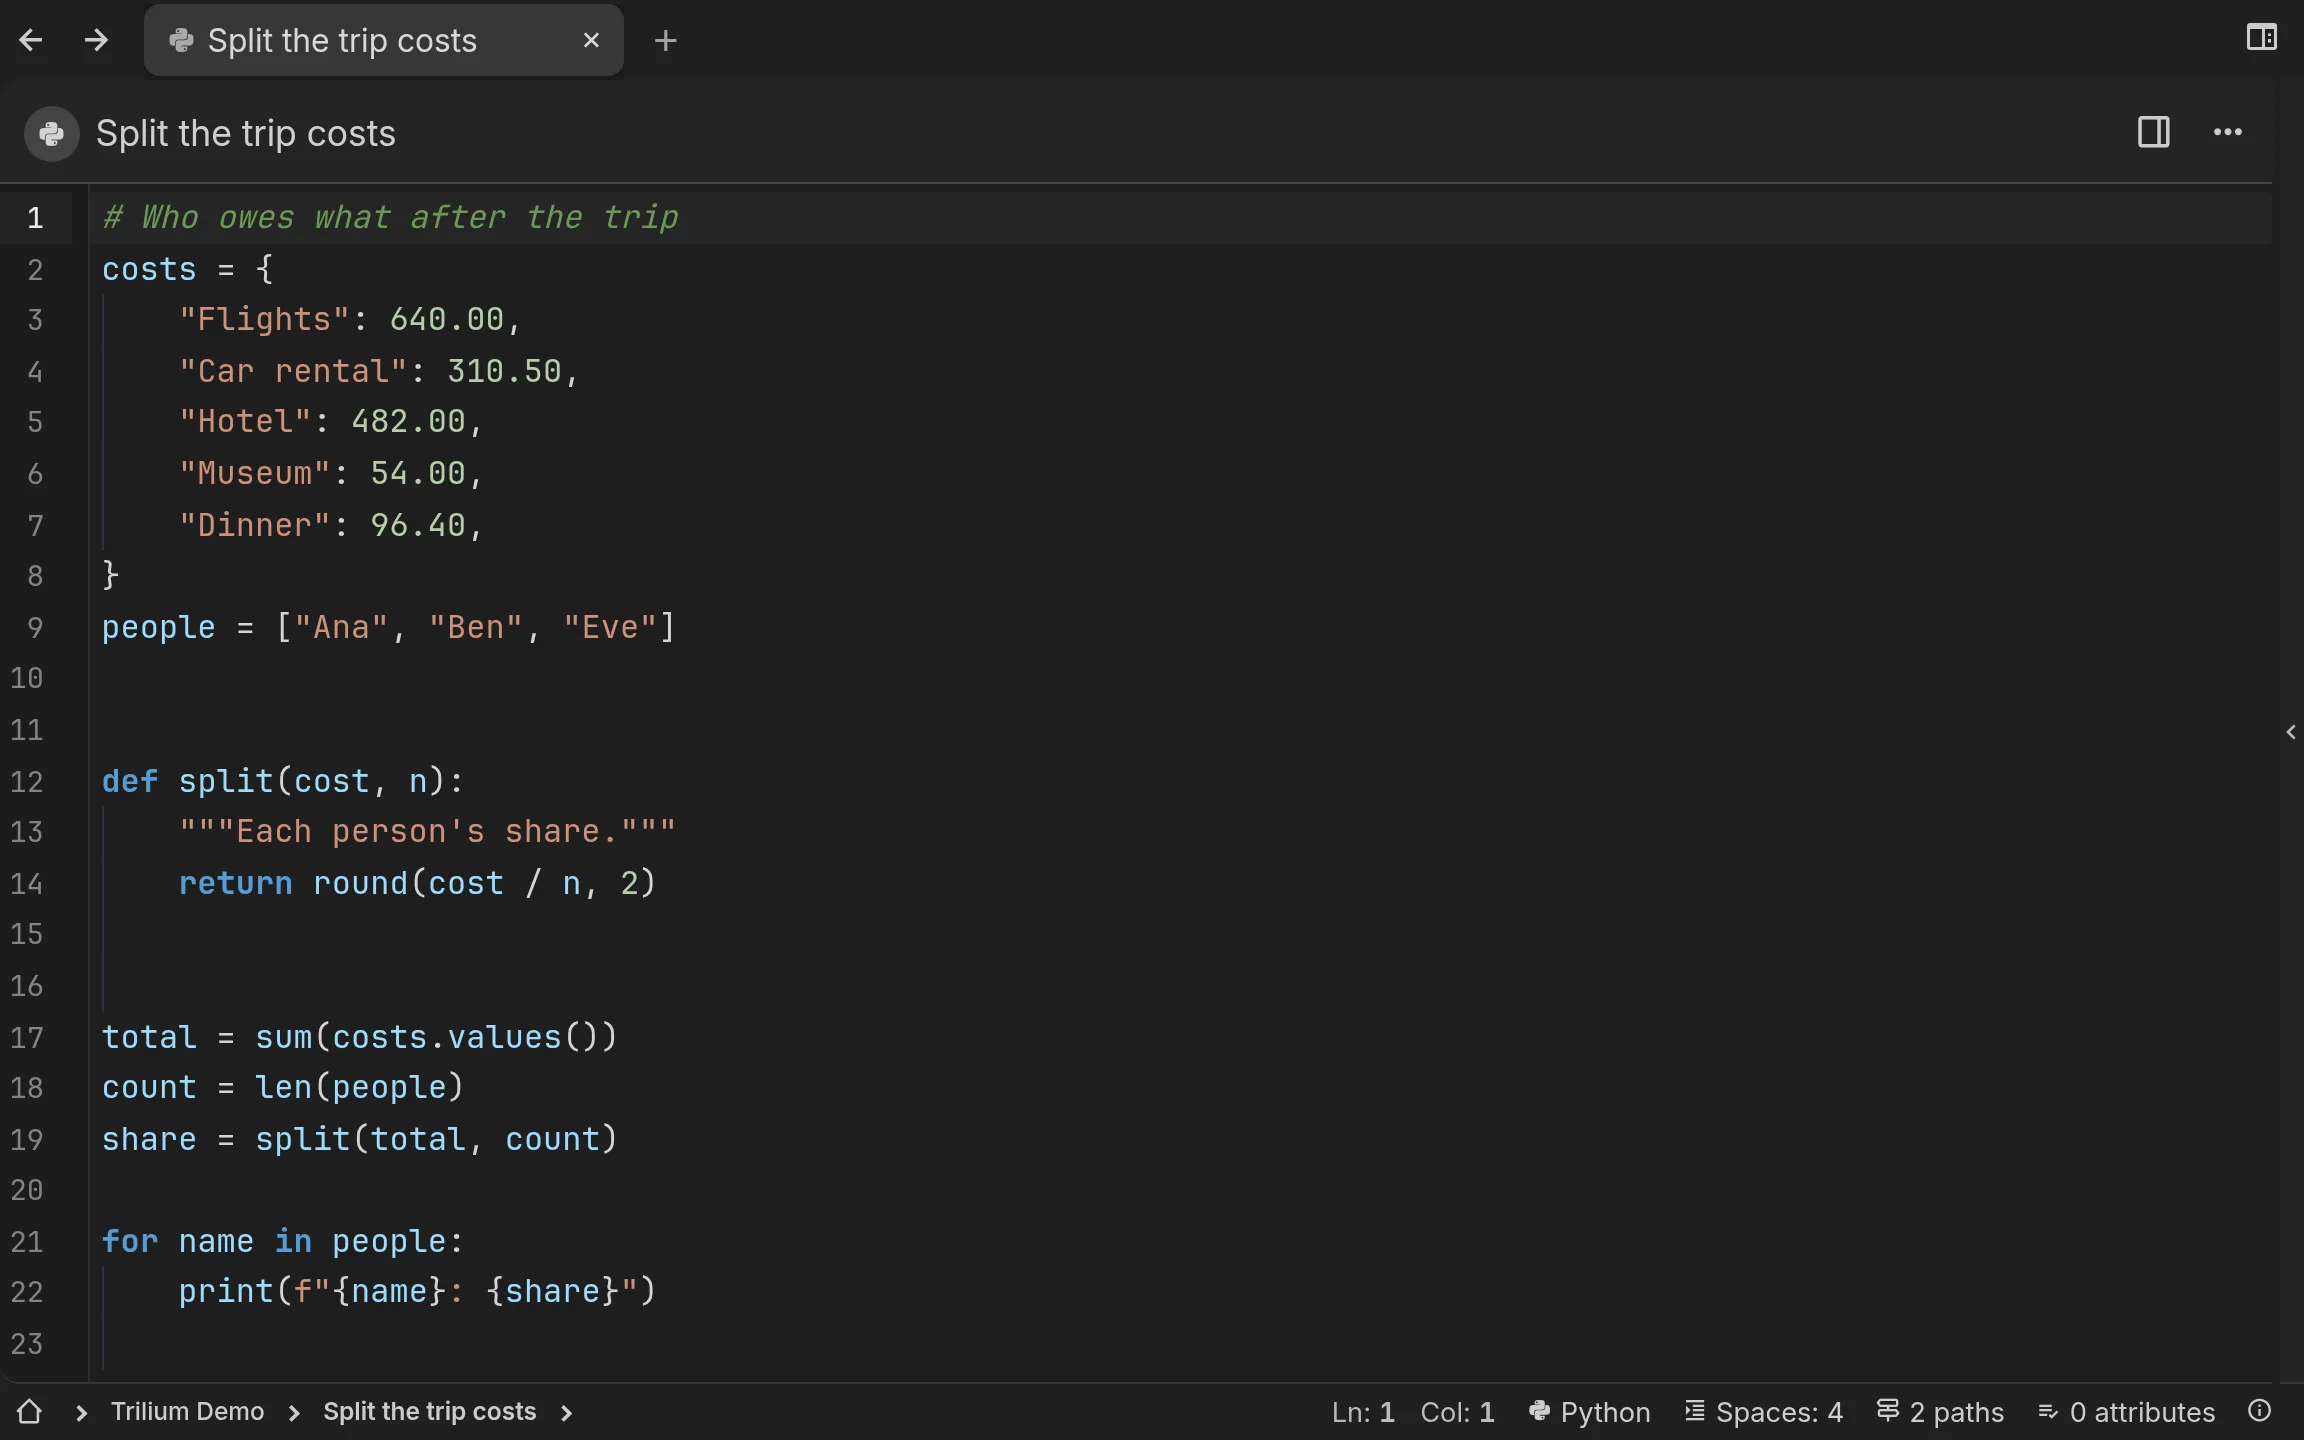 Split the trip costs
Split the trip costs
1 # Who owes what after the trip
2 costs = {
3     "Flights": 640.00,
4     "Car rental": 310.50,
5     "Hotel": 482.00,
6     "Museum": 54.00,
7     "Dinner": 96.40,
8 }
9 people = ["Ana", "Ben", "Eve"]
10
11
12 def split(cost, n):
13     """Each person's share."""
14     return round(cost / n, 2)
15
16
17 total = sum(costs.values())
18 count = len(people)
19 share = split(total, count)
20
21 for name in people:
22     print(f"{name}: {share}")
23
Trilium Demo Split the trip costs Ln: 1 Col: 1 Python Spaces: 4 2 paths 0 attributes